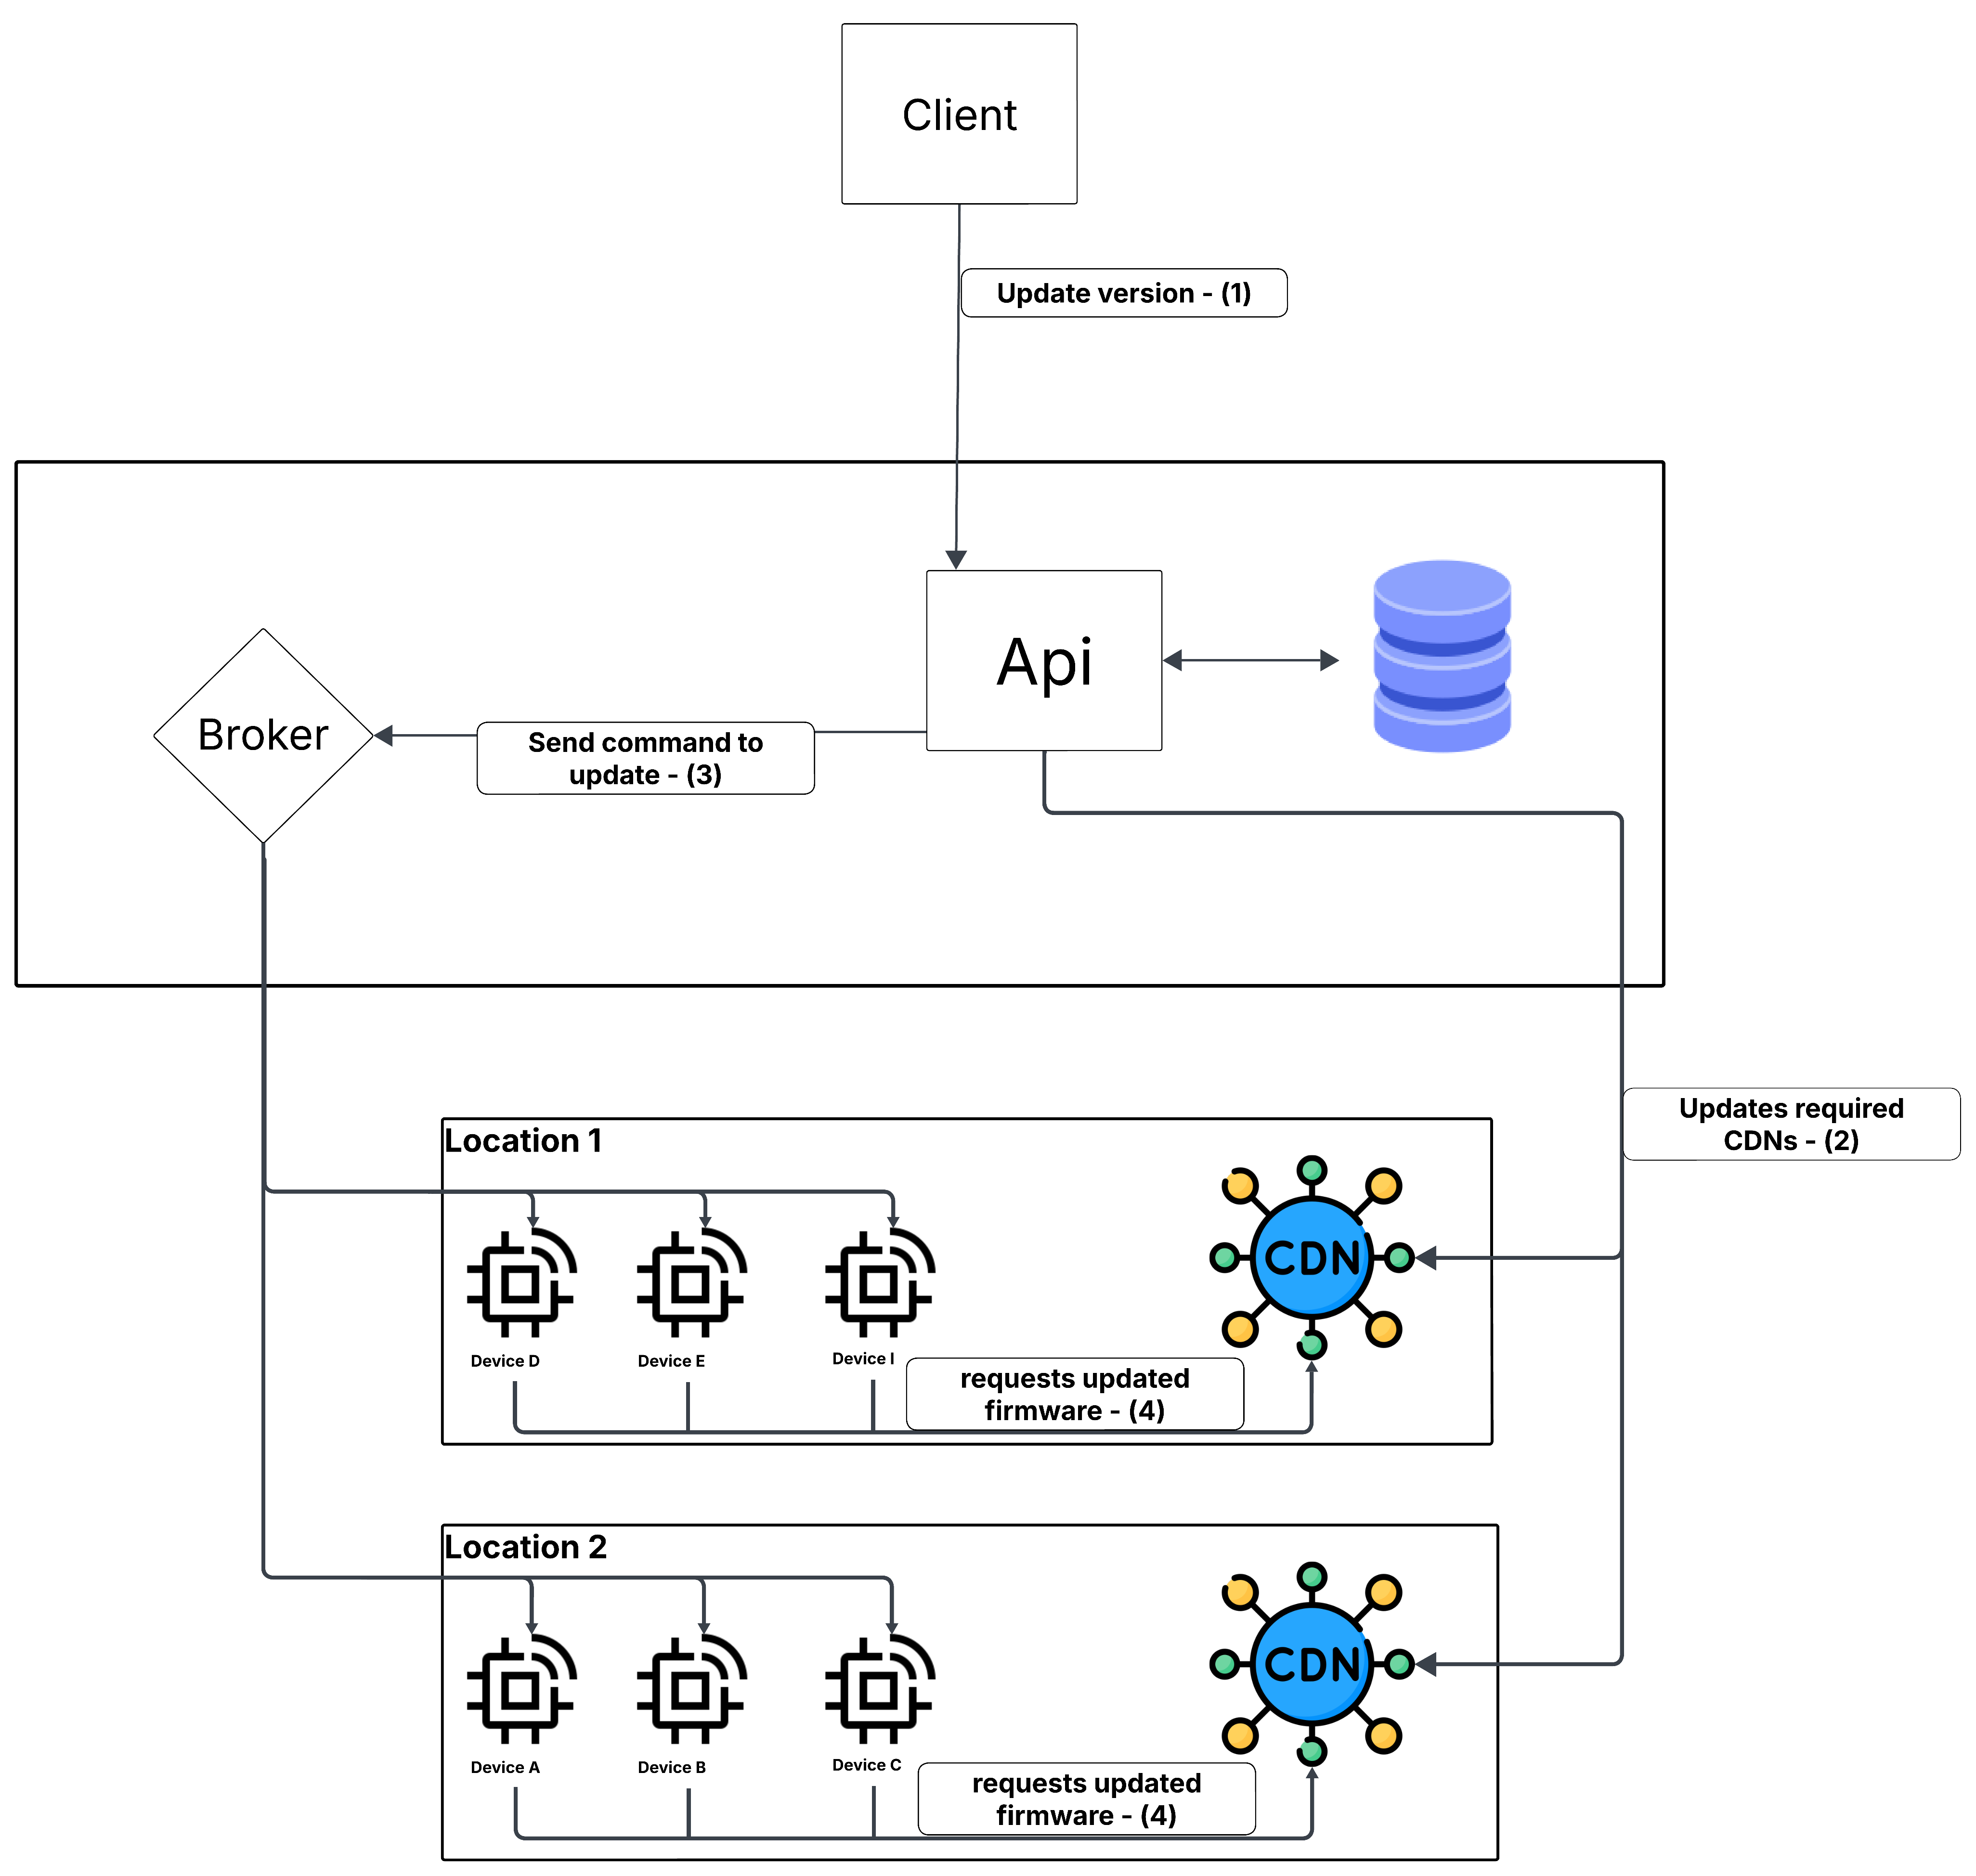 Client
Update version - (1)
Api
Broker
Send command to
update - (3)
Updates required
CDNs - (2)
Location 1
CDN
Device D
Device E
Device I
requests updated
firmware - (4)
Location 2
CDN
Device A
Device B
Device C
requests updated
firmware - (4)